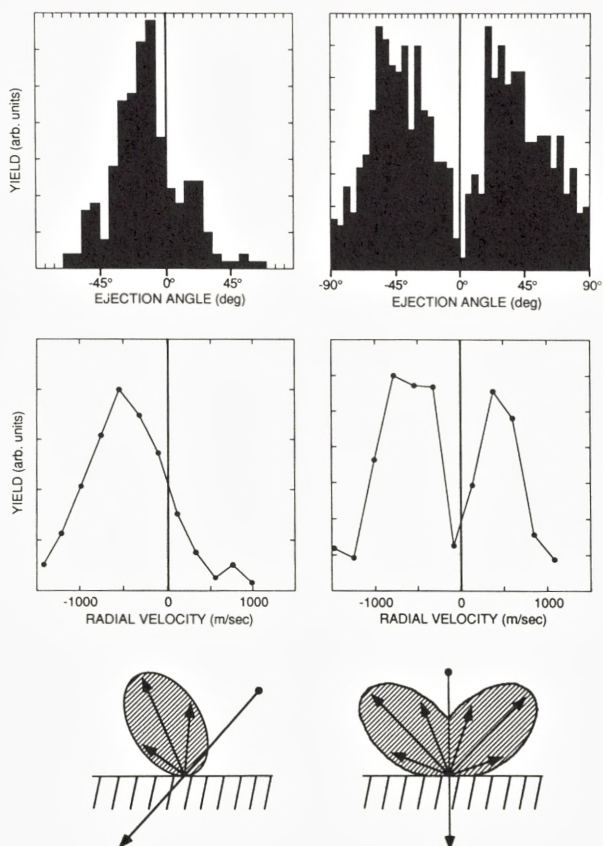 YIELD (arb. units)
-45° 0° 45°
EJECTION ANGLE (deg)
-90° -45° 0° 45° 90°
EJECTION ANGLE (deg)
YIELD (arb. units)
-1000 0 1000
RADIAL VELOCITY (m/sec)
-1000 0 1000
RADIAL VELOCITY (m/sec)